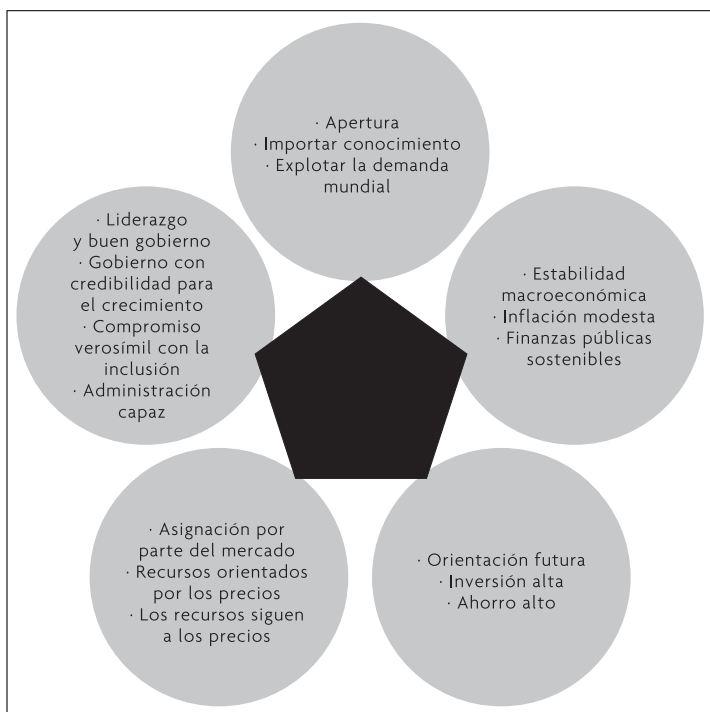 · Apertura
· Importar conocimiento
· Explotar la demanda
mundial
· Liderazgo
y buen gobierno
· Gobierno con
credibilidad para
el crecimiento
· Compromiso
verosímil con la
inclusión
· Administración
capaz
· Estabilidad
macroeconómica
· Inflación modesta
· Finanzas públicas
sostenibles
· Asignación por
parte del mercado
· Recursos orientados
por los precios
· Los recursos siguen
a los precios
· Orientación futura
· Inversión alta
· Ahorro alto